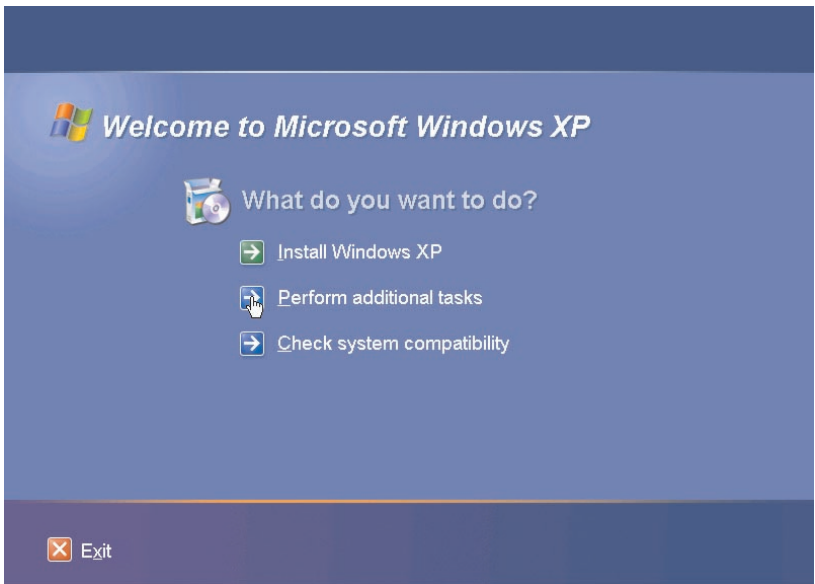 Welcome to Microsoft Windows XP
What do you want to do?
Install Windows XP
Perform additional tasks
Check system compatibility
Exit